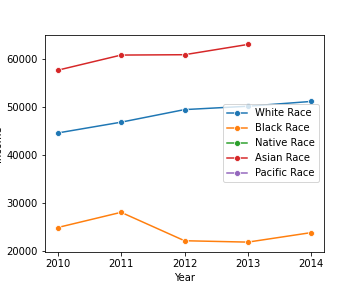 60000
50000
40000
30000
20000
White Race
Black Race
Native Race
Asian Race
Pacific Race
2010 2011 2012 2013 2014
Year